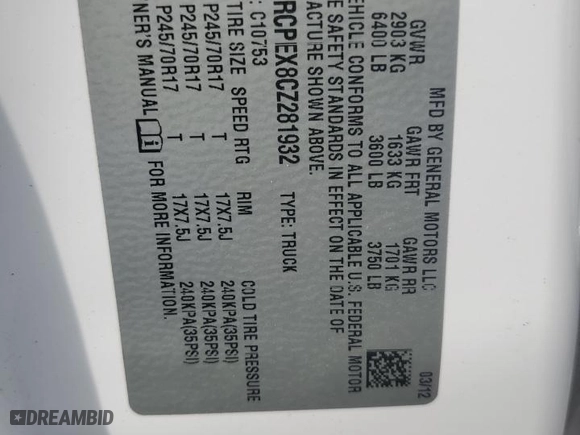 MFD BY GENERAL MOTORS LLC 03/12
GVWR GAWR FRT GAWR RR
2903 KG 1633 KG 1701 KG
6400 LB 3600 LB 3750 LB
VEHICLE CONFORMS TO ALL APPLICABLE U.S. FEDERAL MOTOR
E SAFETY STANDARDS IN EFFECT ON THE DATE OF
FACTURE SHOWN ABOVE.
RCPEX8CZ281932 TYPE: TRUCK
: C10753
TIRE SIZE SPEED RTG RIM COLD TIRE PRESSURE
P245/70R17 T 17X7.5J 240KPA(35PSI)
P245/70R17 T 17X7.5J 240KPA(35PSI)
P245/70R17 T 17X7.5J 240KPA(35PSI)
NER'S MANUAL FOR MORE INFORMATION.
DREAMBID